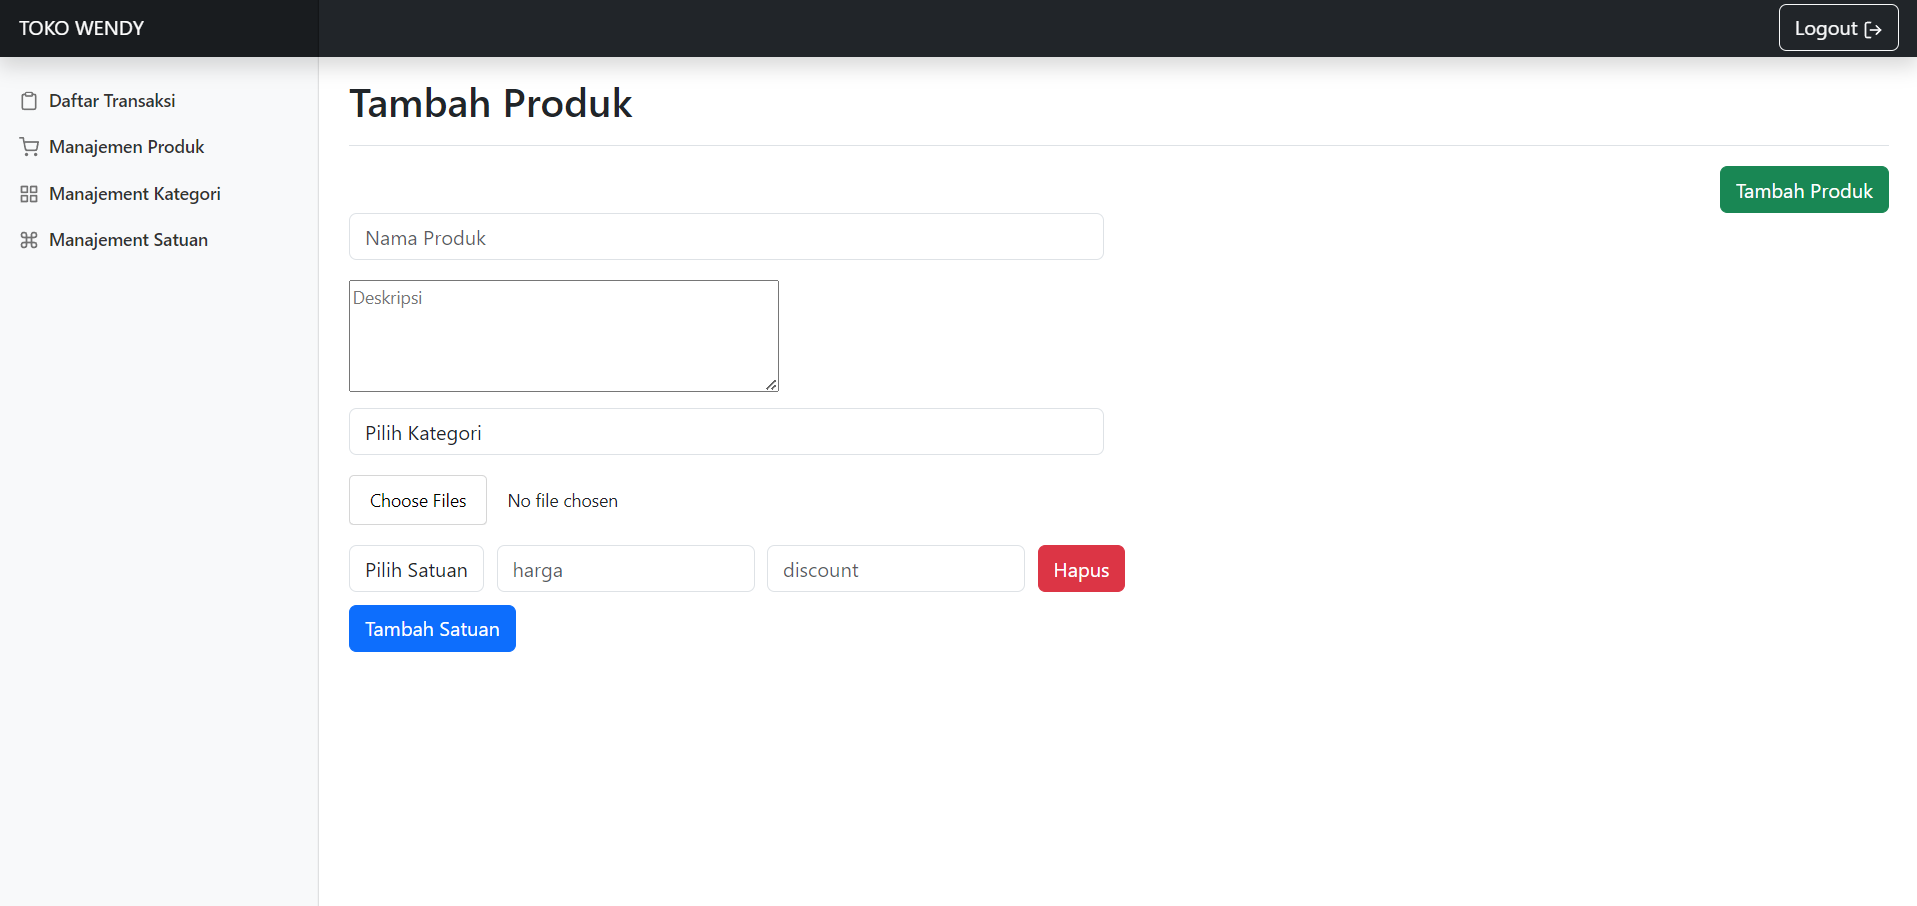 TOKO WENDY
Logout
Daftar Transaksi
Manajemen Produk
Manajement Kategori
Manajement Satuan
Tambah Produk
Tambah Produk
Nama Produk
Deskripsi
Pilih Kategori
Choose Files No file chosen
Pilih Satuan harga discount Hapus
Tambah Satuan